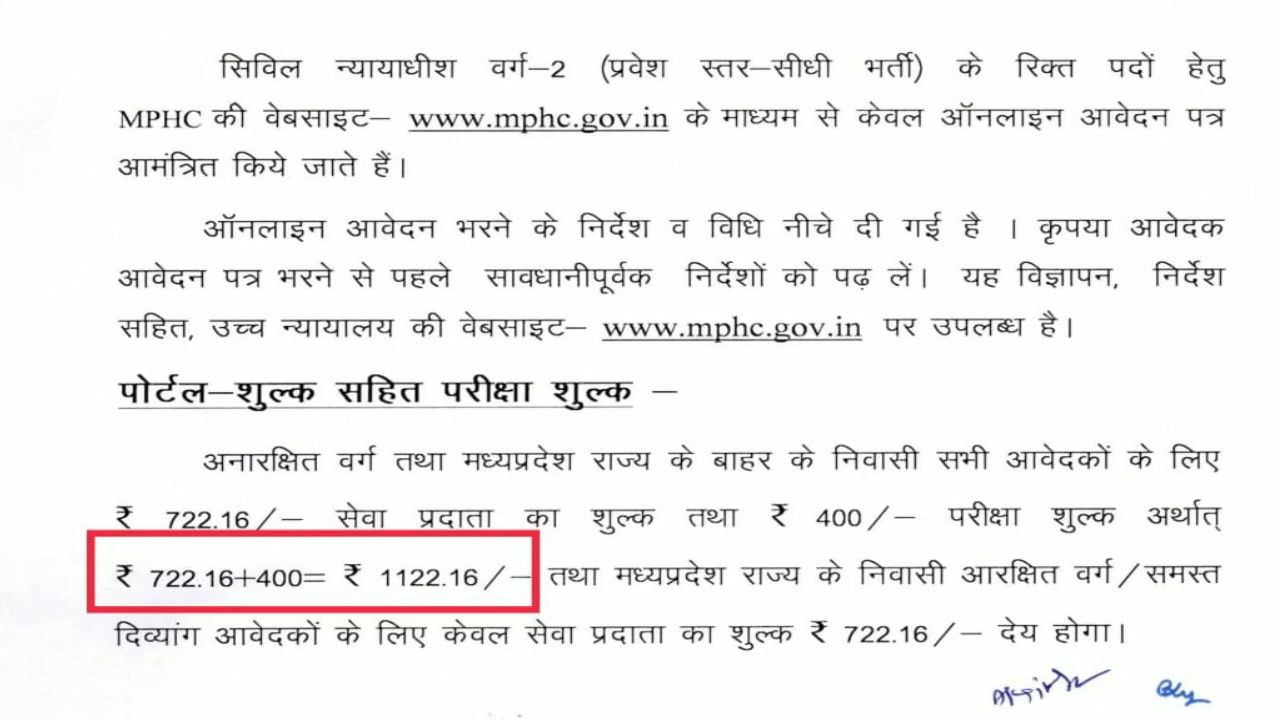 सिविल न्यायाधीश वर्ग–2 (प्रवेश स्तर–सीधी भर्ती) के रिक्त पदों हेतु
MPHC की वेबसाइट– www.mphc.gov.in के माध्यम से केवल ऑनलाइन आवेदन पत्र
आमंत्रित किये जाते हैं।
ऑनलाइन आवेदन भरने के निर्देश व विधि नीचे दी गई है । कृपया आवेदक
आवेदन पत्र भरने से पहले सावधानीपूर्वक निर्देशों को पढ़ लें। यह विज्ञापन, निर्देश
सहित, उच्च न्यायालय की वेबसाइट– www.mphc.gov.in पर उपलब्ध है।
पोर्टल–शुल्क सहित परीक्षा शुल्क –
अनारक्षित वर्ग तथा मध्यप्रदेश राज्य के बाहर के निवासी सभी आवेदकों के लिए
₹ 722.16/– सेवा प्रदाता का शुल्क तथा ₹ 400/– परीक्षा शुल्क अर्थात्
₹ 722.16+400= ₹ 1122.16/– तथा मध्यप्रदेश राज्य के निवासी आरक्षित वर्ग/समस्त
दिव्यांग आवेदकों के लिए केवल सेवा प्रदाता का शुल्क ₹ 722.16/– देय होगा।